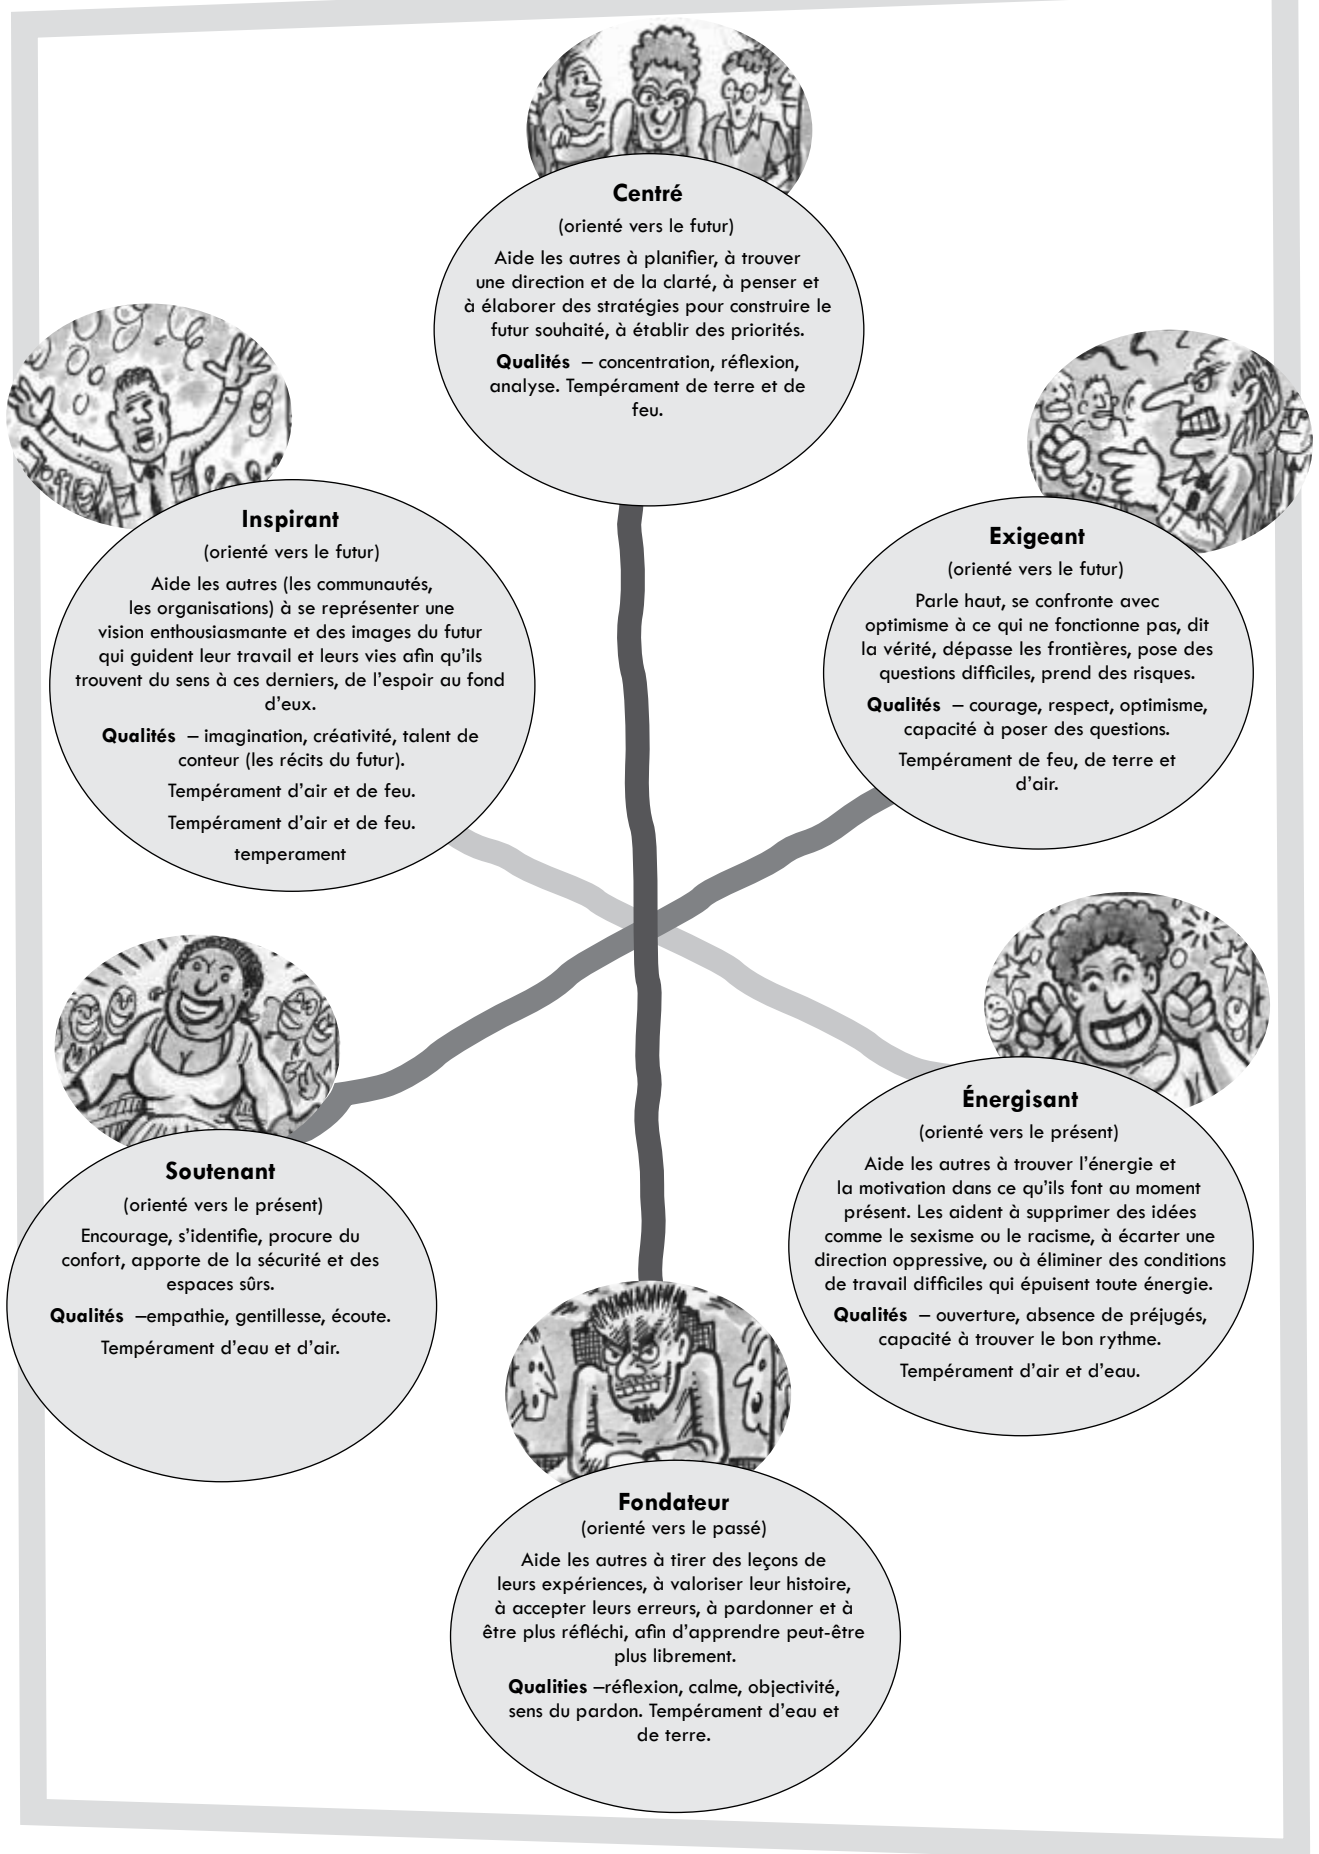 Centré
(orienté vers le futur)
Aide les autres à planifier, à trouver
une direction et de la clarté, à penser et
à élaborer des stratégies pour construire le
futur souhaité, à établir des priorités.
Qualités – concentration, réflexion,
analyse. Tempérament de terre et de
feu.
Inspirant
(orienté vers le futur)
Aide les autres (les communautés,
les organisations) à se représenter une
vision enthousiasmante et des images du futur
qui guident leur travail et leurs vies afin qu'ils
trouvent du sens à ces derniers, de l'espoir au fond
d'eux.
Qualités – imagination, créativité, talent de
conteur (les récits du futur).
Tempérament d'air et de feu.
Tempérament d'air et de feu.
temperament
Exigeant
(orienté vers le futur)
Parle haut, se confronte avec
optimisme à ce qui ne fonctionne pas, dit
la vérité, dépasse les frontières, pose des
questions difficiles, prend des risques.
Qualités – courage, respect, optimisme,
capacité à poser des questions.
Tempérament de feu, de terre et
d'air.
Soutenant
(orienté vers le présent)
Encourage, s'identifie, procure du
confort, apporte de la sécurité et des
espaces sûrs.
Qualités –empathie, gentillesse, écoute.
Tempérament d'eau et d'air.
Énergisant
(orienté vers le présent)
Aide les autres à trouver l'énergie et
la motivation dans ce qu'ils font au moment
présent. Les aident à supprimer des idées
comme le sexisme ou le racisme, à écarter une
direction oppressive, ou à éliminer des conditions
de travail difficiles qui épuisent toute énergie.
Qualités – ouverture, absence de préjugés,
capacité à trouver le bon rythme.
Tempérament d'air et d'eau.
Fondateur
(orienté vers le passé)
Aide les autres à tirer des leçons de
leurs expériences, à valoriser leur histoire,
à accepter leurs erreurs, à pardonner et à
être plus réfléchi, afin d'apprendre peut-être
plus librement.
Qualities –réflexion, calme, objectivité,
sens du pardon. Tempérament d'eau et
de terre.